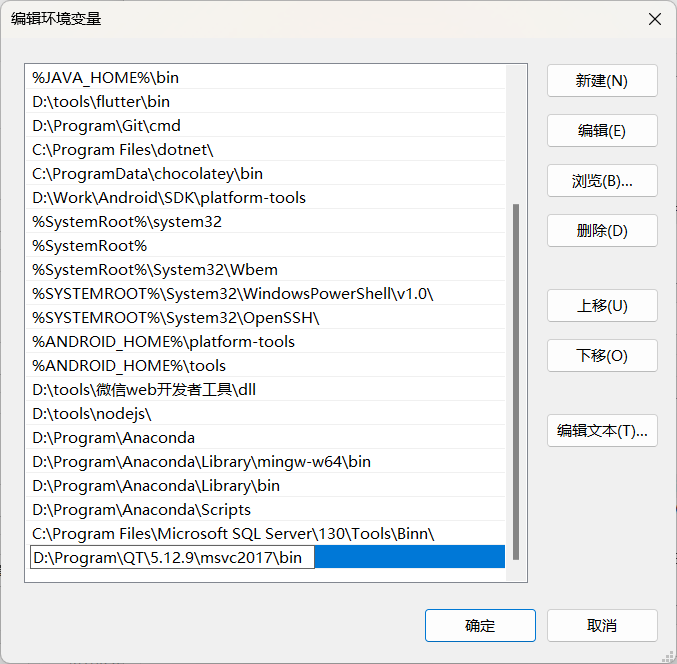 编辑环境变量
%JAVA_HOME%\bin
D:\tools\flutter\bin
D:\Program\Git\cmd
C:\Program Files\dotnet\
C:\ProgramData\chocolatey\bin
D:\Work\Android\SDK\platform-tools
%SystemRoot%\system32
%SystemRoot%
%SystemRoot%\System32\Wbem
%SYSTEMROOT%\System32\WindowsPowerShell\v1.0\
%SYSTEMROOT%\System32\OpenSSH\
%ANDROID_HOME%\platform-tools
%ANDROID_HOME%\tools
D:\tools\微信web开发者工具\dll
D:\tools\nodejs\
D:\Program\Anaconda
D:\Program\Anaconda\Library\mingw-w64\bin
D:\Program\Anaconda\Library\bin
D:\Program\Anaconda\Scripts
C:\Program Files\Microsoft SQL Server\130\Tools\Binn\
D:\Program\QT\5.12.9\msvc2017\bin
新建(N)
编辑(E)
浏览(B)...
删除(D)
上移(U)
下移(O)
编辑文本(T)...
确定
取消